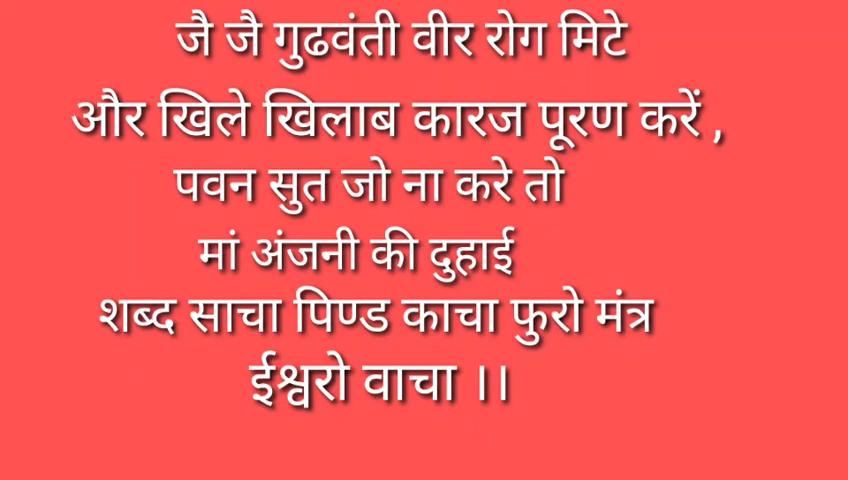 जै जै गुढवंती वीर रोग मिटे
और खिले खिलाब कारज पूरण करें ,
पवन सुत जो ना करे तो
मां अंजनी की दुहाई
शब्द साचा पिण्ड काचा फुरो मंत्र
ईश्वरो वाचा ।।